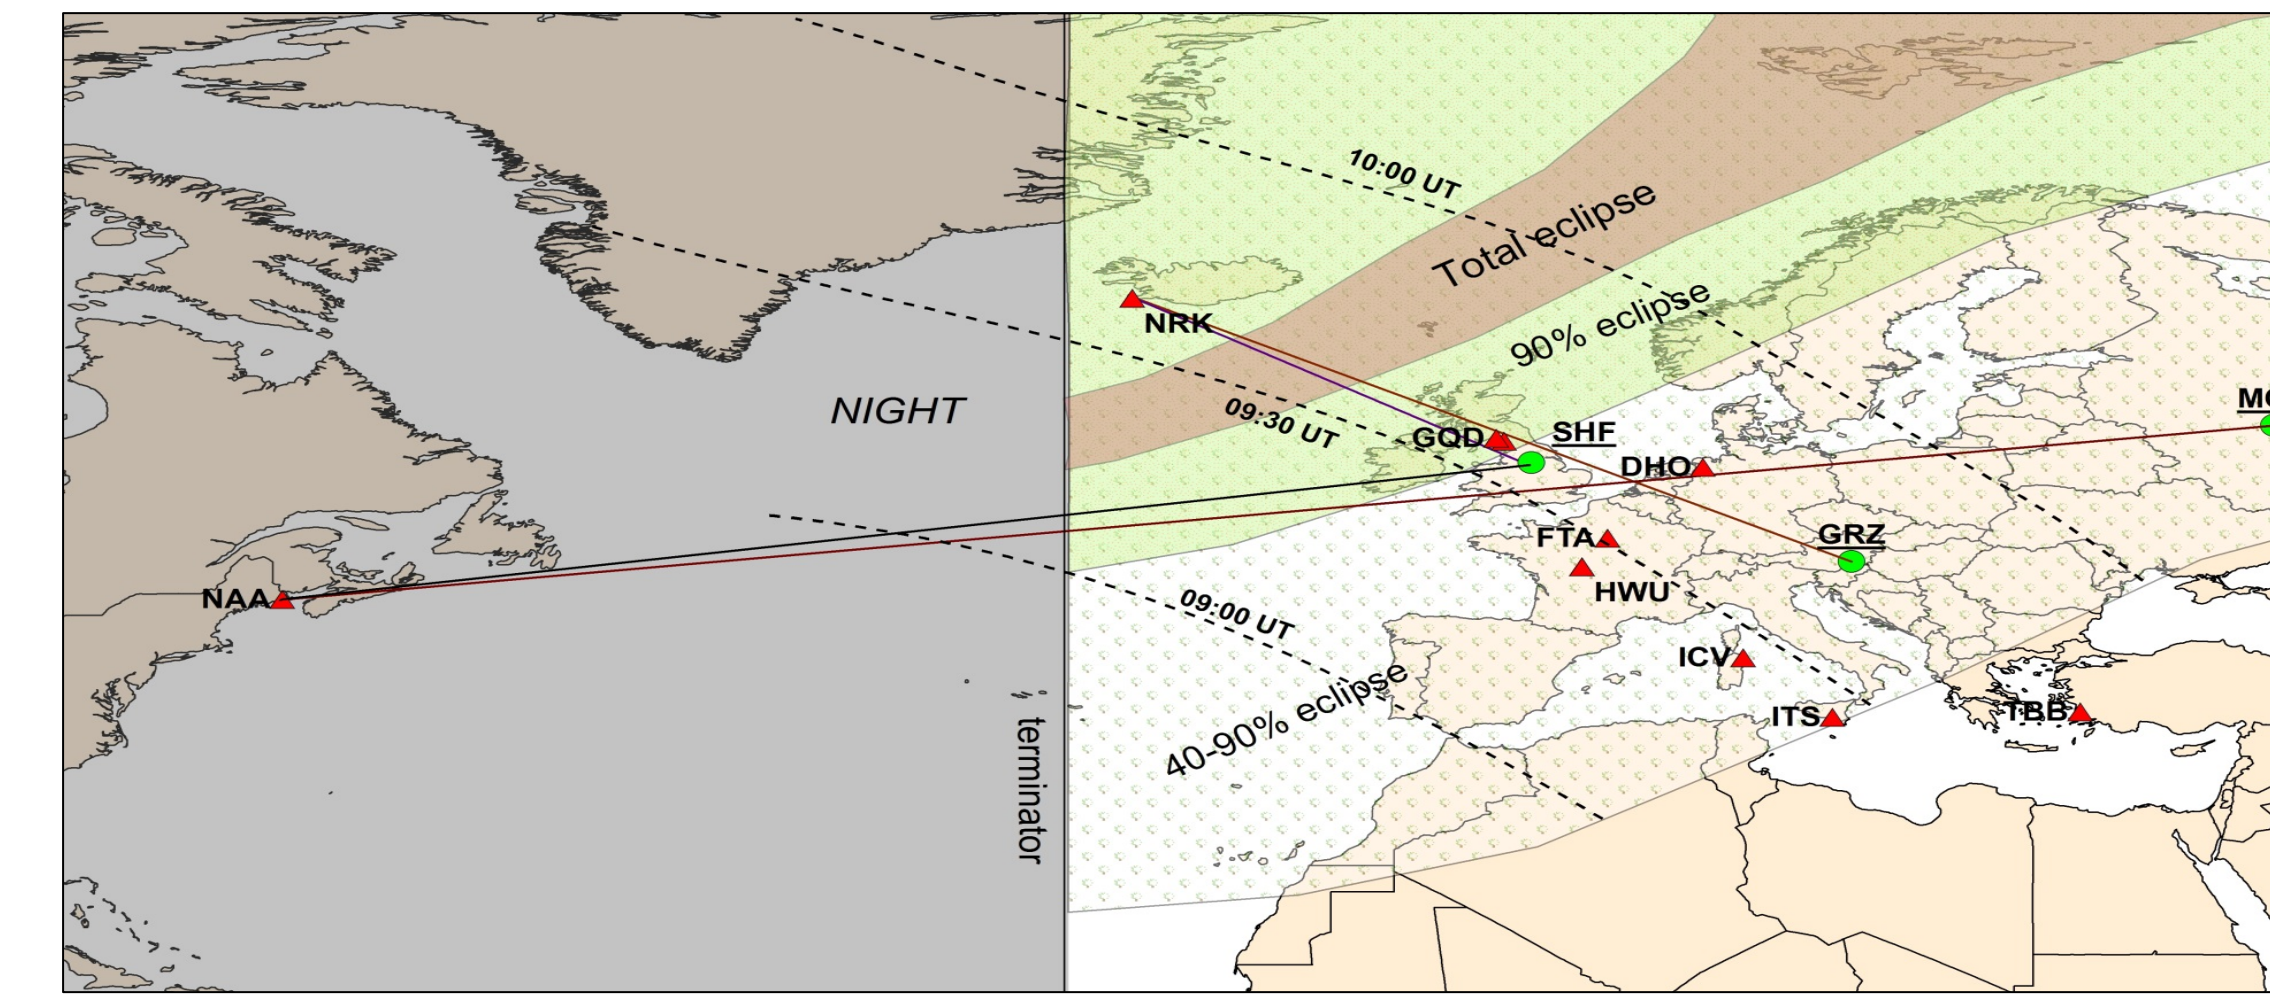 10:00 UT
Total eclipse
90% eclipse
NRK
NIGHT
09:30 UT
GQD
SHF
DHO
GRZ
FTA
HWU
NAA
09:00 UT
ICV
40-90% eclipse
ITS
TBB
terminator